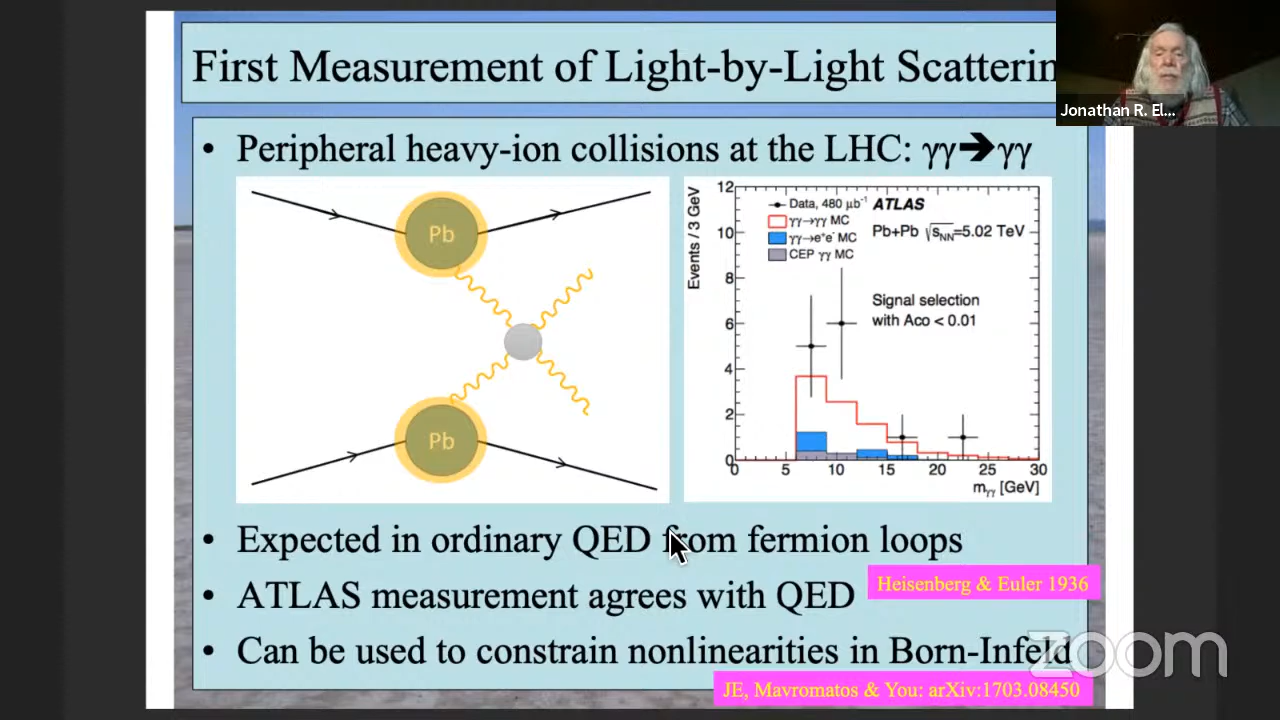 First Measurement of Light-by-Light Scatterin
Jonathan R. El...
• Peripheral heavy-ion collisions at the LHC: γγ➔γγ
Pb
Pb
Events / 3 GeV
12
10
8
6
4
2
0
Data, 480 μb⁻¹ ATLAS
γγ→γγ MC
γγ→e⁺e⁻ MC
CEP γγ MC
Pb+Pb √sNN=5.02 TeV
Signal selection
with Aco < 0.01
0 5 10 15 20 25 30
mγγ [GeV]
• Expected in ordinary QED from fermion loops
Heisenberg & Euler 1936
• ATLAS measurement agrees with QED
• Can be used to constrain nonlinearities in Born-Infeld
zoom
JE, Mavromatos & You: arXiv:1703.08450